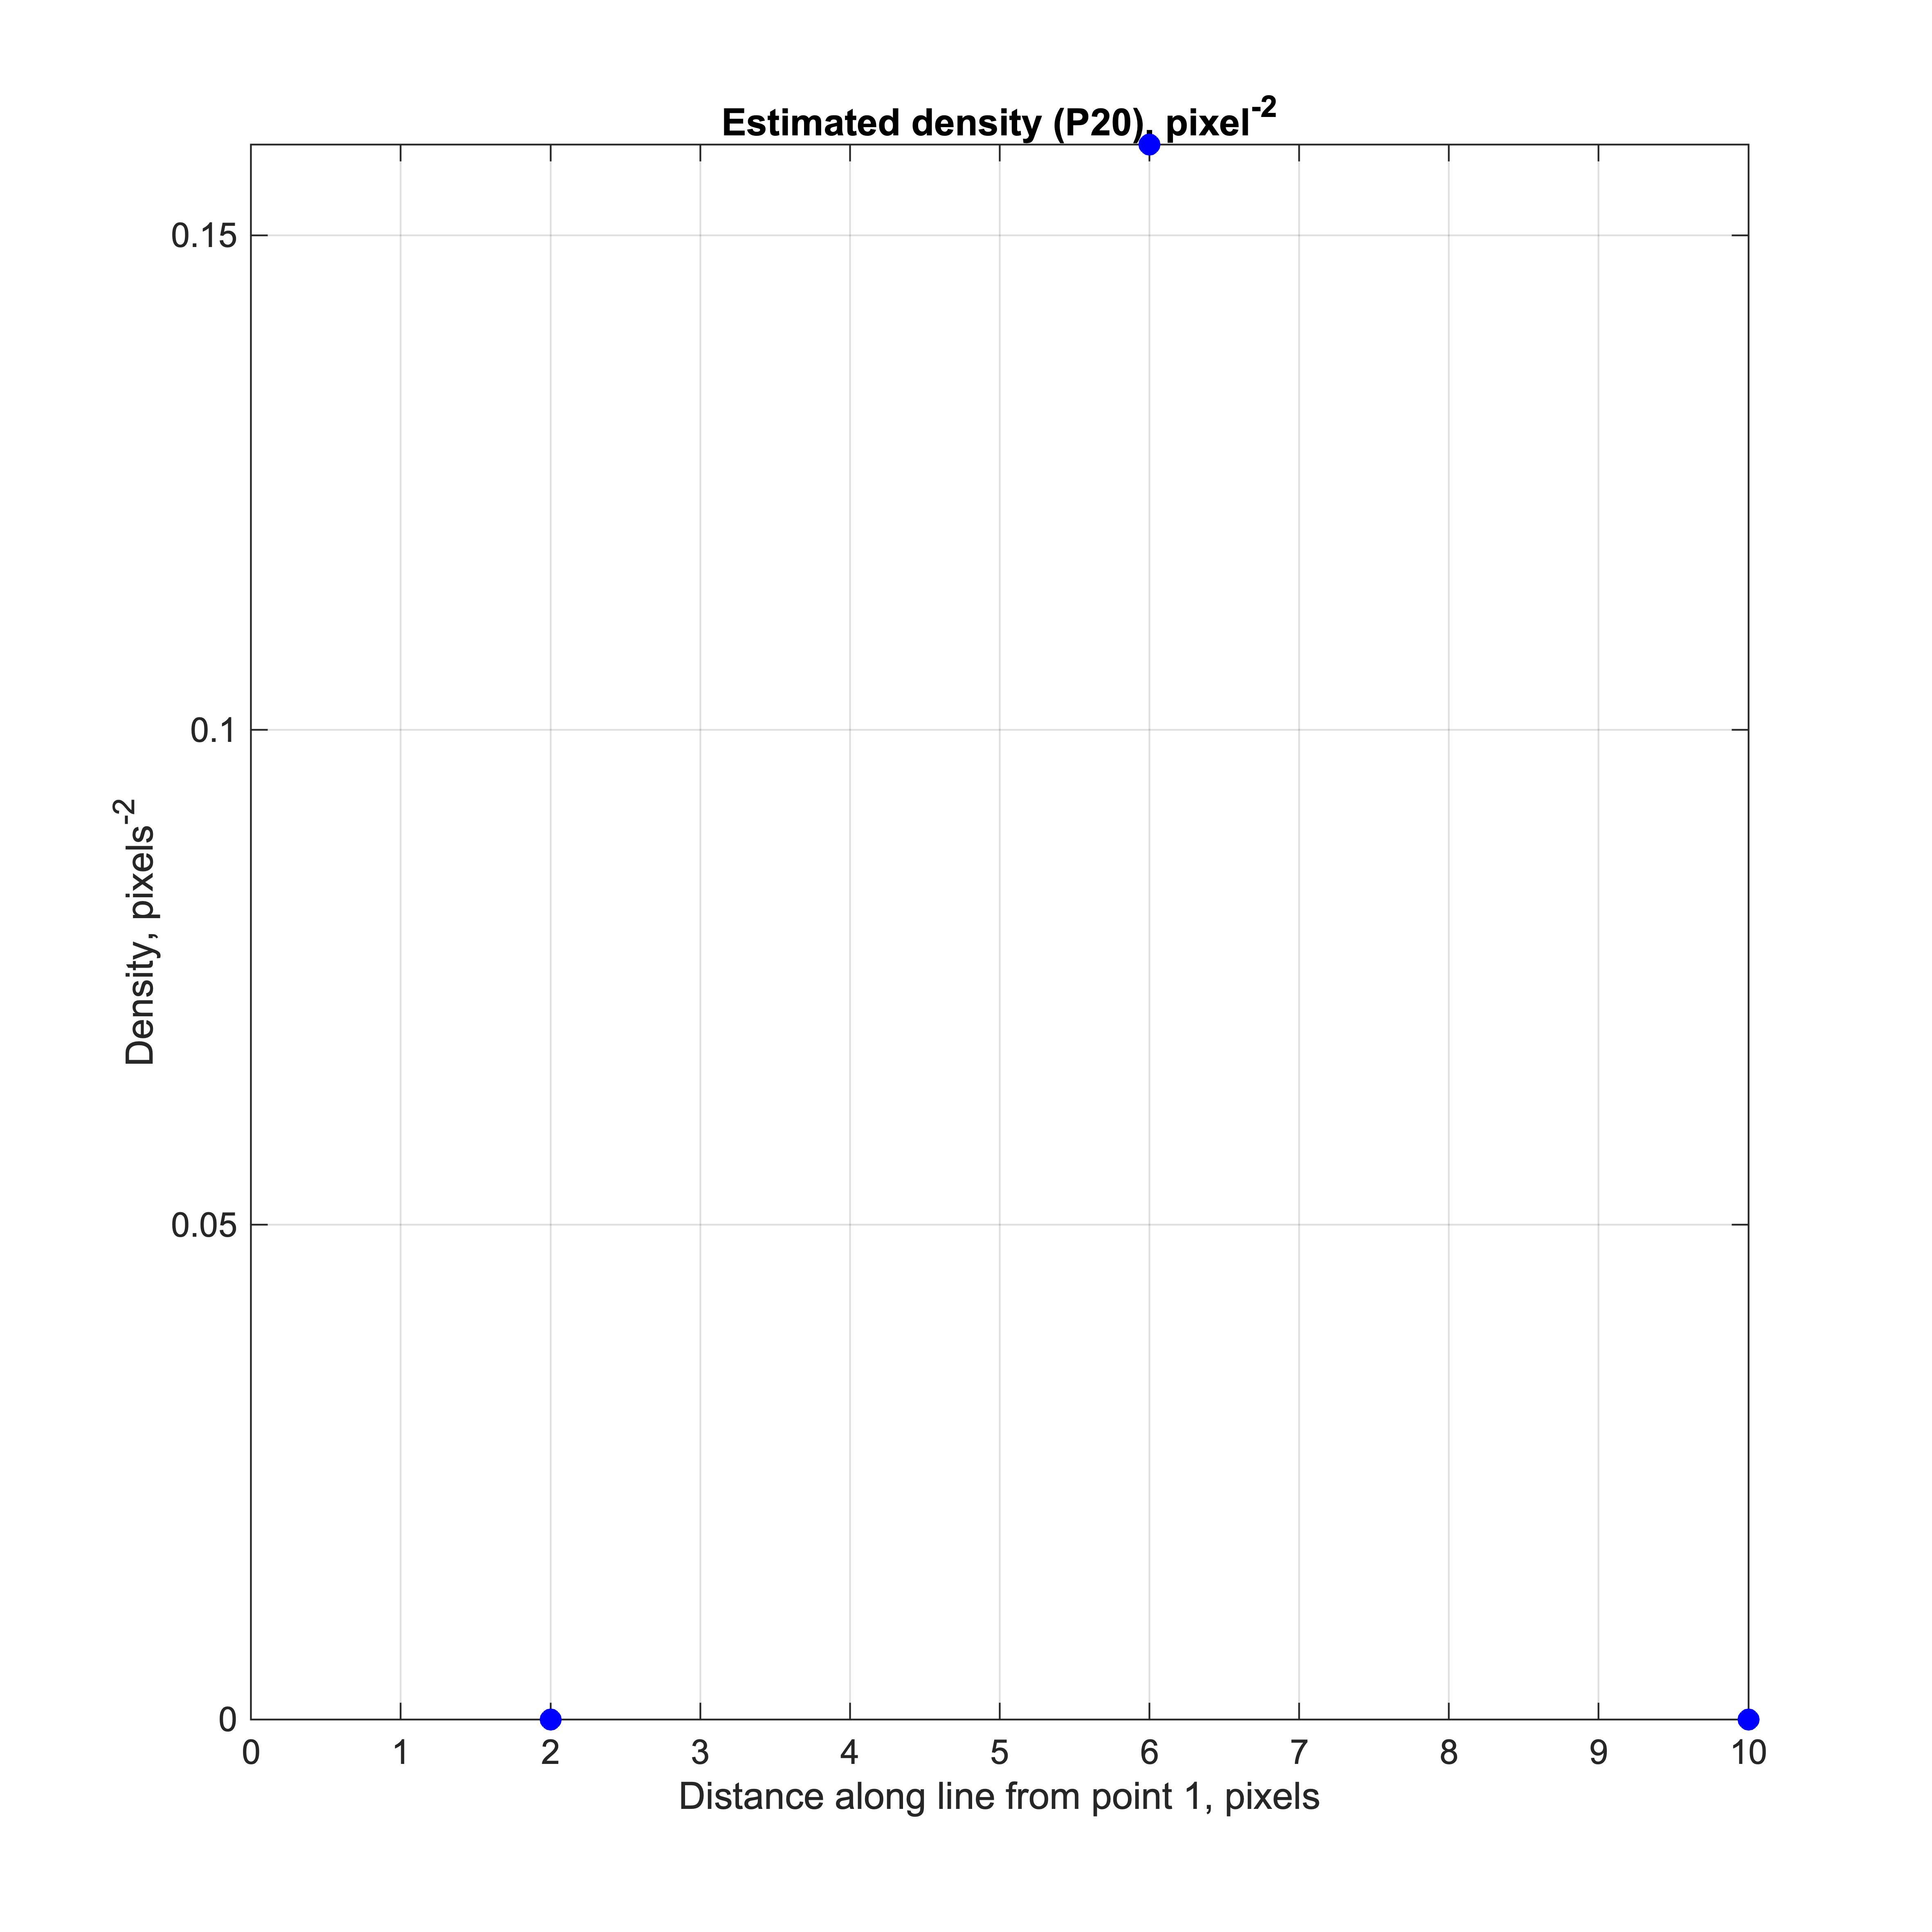 Estimated density (P20), pixel-2
0.15
0.1
0.05
0
Density, pixels-2
0 1 2 3 4 5 6 7 8 9 10
Distance along line from point 1, pixels